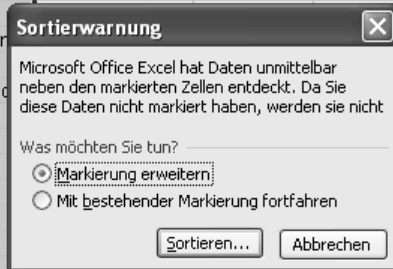 Sortierwarnung
Microsoft Office Excel hat Daten unmittelbar
neben den markierten Zellen entdeckt. Da Sie
diese Daten nicht markiert haben, werden sie nicht
Was möchten Sie tun?
Markierung erweitern
Mit bestehender Markierung fortfahren
Sortieren...
Abbrechen